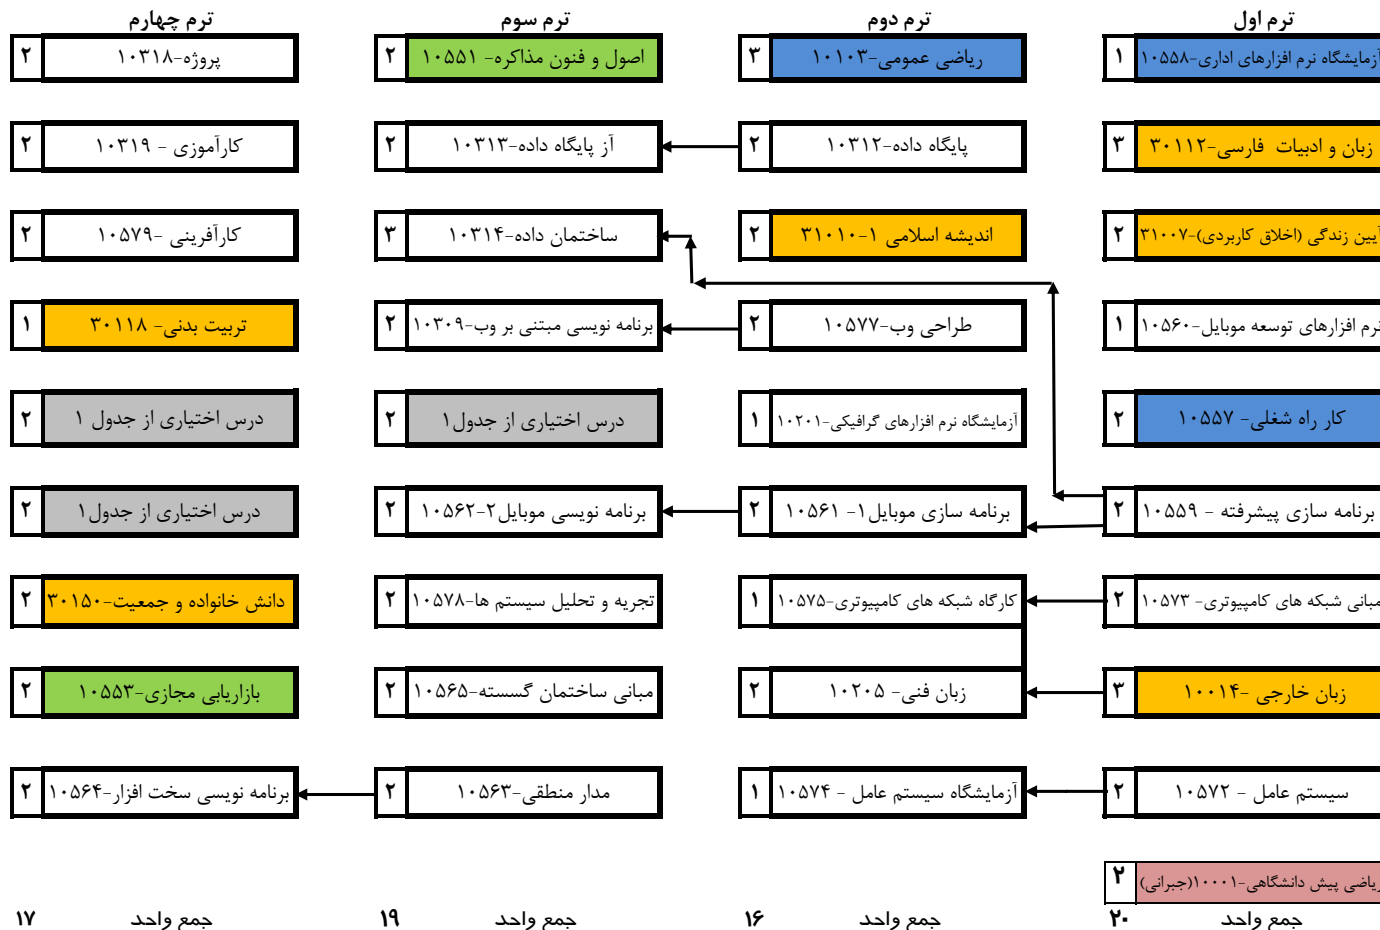 ترم اول
ترم دوم
ترم سوم
ترم چهارم
آزمایشگاه نرم افزارهای اداری-۱۰۵۵۸ ۱
ریاضی عمومی-۱۰۱۰۳ ۳
اصول و فنون مذاکره- ۱۰۵۵۱ ۲
پروژه-۱۰۳۱۸ ۲
زبان و ادبیات فارسی-۳۰۱۱۲ ۳
پایگاه داده-۱۰۳۱۲ ۲
آز پایگاه داده-۱۰۳۱۳ ۲
کارآموزی - ۱۰۳۱۹ ۲
آیین زندگی (اخلاق کاربردی)-۳۱۰۰۷ ۲
اندیشه اسلامی ۱-۳۱۰۱۰ ۲
ساختمان داده-۱۰۳۱۴ ۳
کارآفرینی -۱۰۵۷۹ ۲
نرم افزارهای توسعه موبایل-۱۰۵۶۰ ۱
طراحی وب-۱۰۵۷۷ ۲
برنامه نویسی مبتنی بر وب-۱۰۳۰۹ ۲
تربیت بدنی- ۳۰۱۱۸ ۱
کار راه شغلی- ۱۰۵۵۷ ۲
آزمایشگاه نرم افزارهای گرافیکی-۱۰۲۰۱ ۱
درس اختیاری از جدول۱ ۲
درس اختیاری از جدول ۱ ۲
برنامه سازی پیشرفته - ۱۰۵۵۹ ۲
برنامه سازی موبایل۱- ۱۰۵۶۱ ۲
برنامه نویسی موبایل۲-۱۰۵۶۲ ۲
درس اختیاری از جدول۱ ۲
مبانی شبکه های کامپیوتری- ۱۰۵۷۳ ۲
کارگاه شبکه های کامپیوتری-۱۰۵۷۵ ۱
تجریه و تحلیل سیستم ها-۱۰۵۷۸ ۲
دانش خانواده و جمعیت-۳۰۱۵۰ ۲
زبان خارجی -۱۰۰۱۴ ۳
زبان فنی- ۱۰۲۰۵ ۲
مبانی ساختمان گسسته-۱۰۵۶۵ ۲
بازاریابی مجازی-۱۰۵۵۳ ۲
سیستم عامل - ۱۰۵۷۲ ۲
آزمایشگاه سیستم عامل - ۱۰۵۷۴ ۱
مدار منطقی-۱۰۵۶۳ ۲
برنامه نویسی سخت افزار-۱۰۵۶۴ ۲
ریاضی پیش دانشگاهی-۱۰۰۰۱(جبرانی) ۲
جمع واحد ۲۰
جمع واحد ۱۶
جمع واحد ۱۹
جمع واحد ۱۷